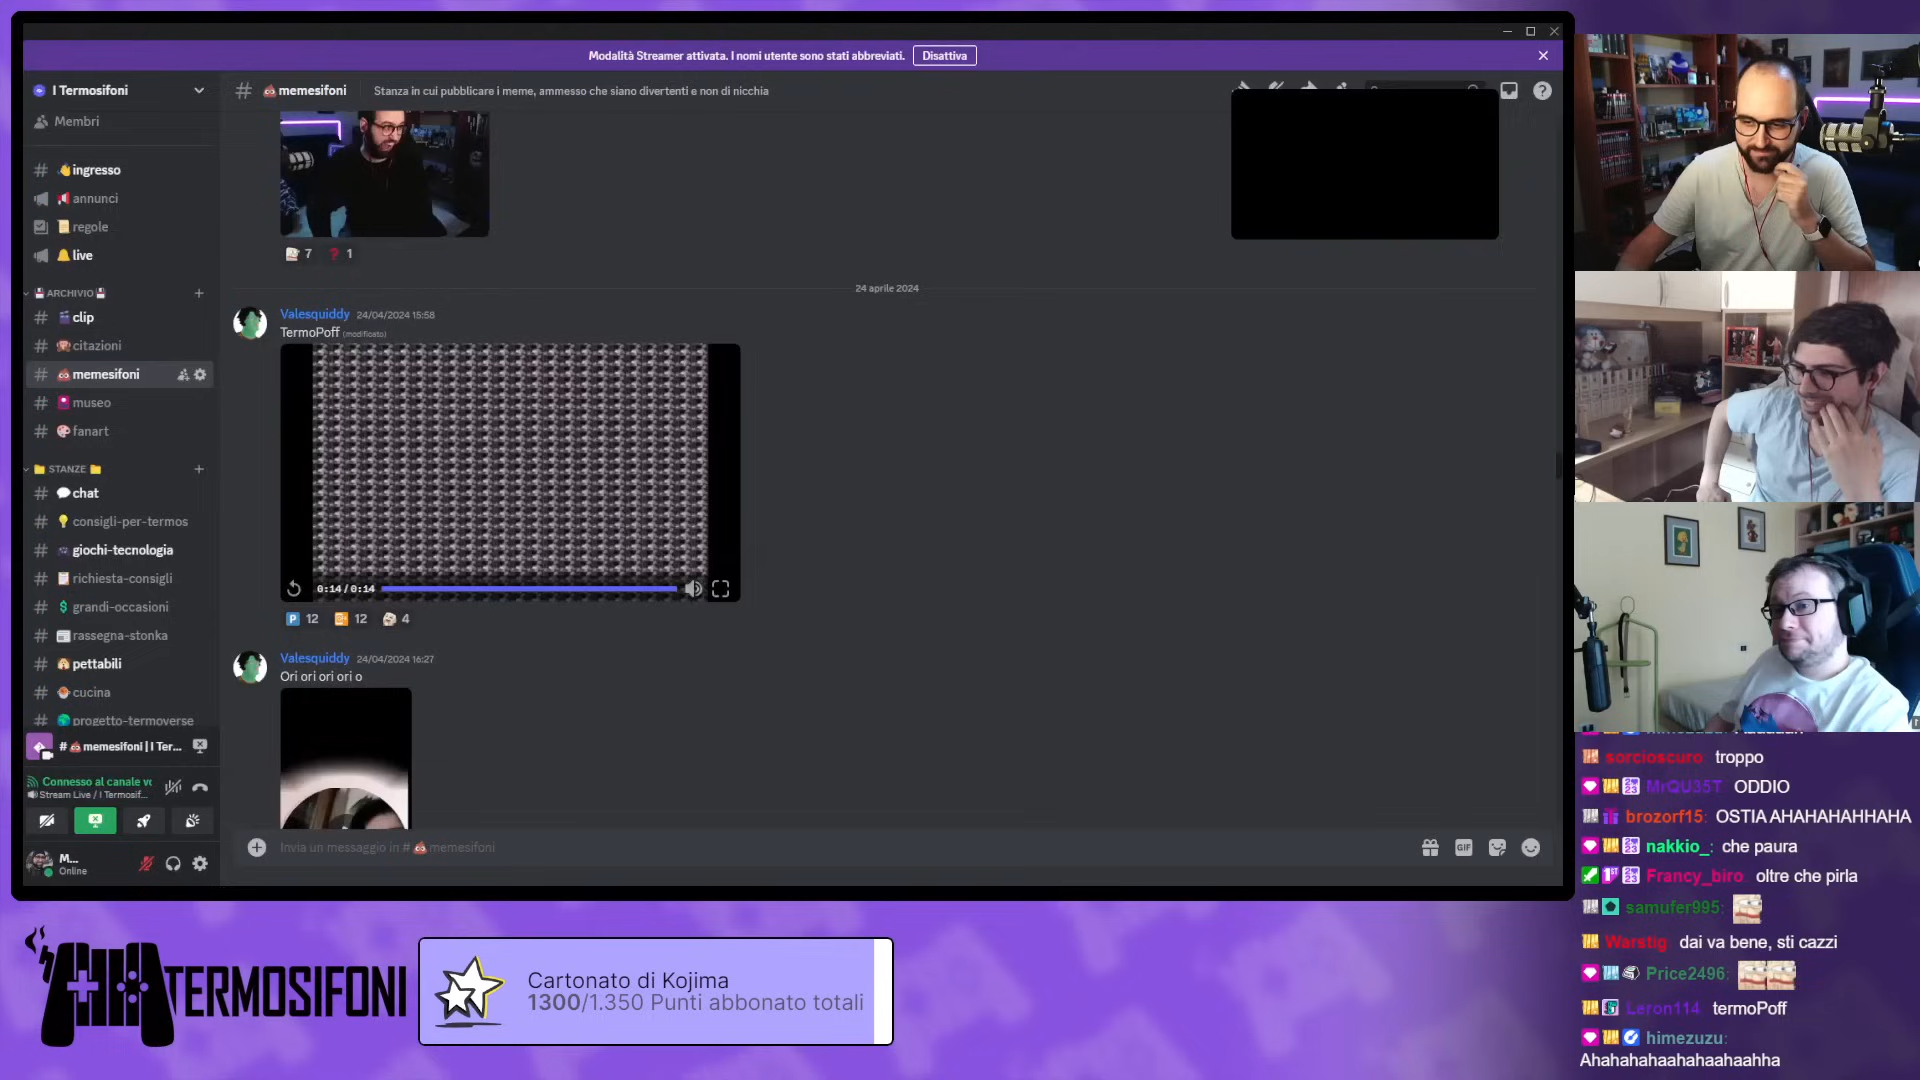 Modalità Streamer attivata. I nomi utente sono stati abbreviati.
Disattiva
I Termosifoni
Membri
ingresso
annunci
regole
live
ARCHIVIO
clip
citazioni
memesifoni
museo
fanart
STANZE
chat
consigli-per-termos
giochi-tecnologia
richiesta-consigli
grandi-occasioni
rassegna-stonka
pettabili
cucina
progetto-termoverse
# memesifoni | I Ter...
Connesso al canale vc
Stream Live / I Termosif...
M...
Online
# memesifoni
Stanza in cui pubblicare i meme, ammesso che siano divertenti e non di nicchia
7 ? 1
24 aprile 2024
Valesquiddy 24/04/2024 15:58
TermoPoff (modificato)
0:14 / 0:14
P 12 12 4
Valesquiddy 24/04/2024 16:27
Ori ori ori ori o
Invia un messaggio in # memesifoni
GIF
sorcioscuro troppo
MrQU35T ODDIO
brozorf15: OSTIA AHAHAHAHHAHA
nakkio_: che paura
Francy_biro oltre che pirla
samufer995:
Warstig dai va bene, sti cazzi
Price2496:
Leron114 termoPoff
himezuzu:
Ahahahahaahahaahaahha
TERMOSIFONI
Cartonato di Kojima
1300/1.350 Punti abbonato totali